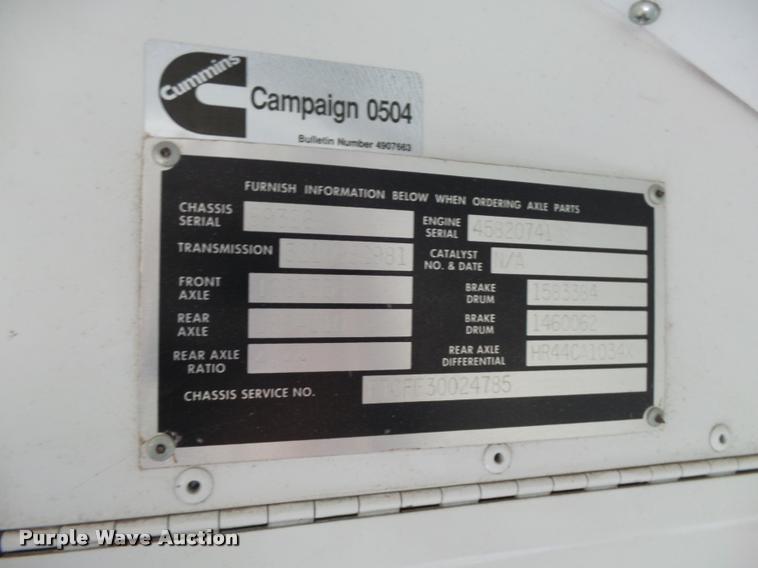 Cummins
Campaign 0504
Bulletin Number 4907663
FURNISH INFORMATION BELOW WHEN ORDERING AXLE PARTS
CHASSIS SERIAL
ENGINE SERIAL 45820741
TRANSMISSION
CATALYST NO. & DATE N/A
FRONT AXLE
BRAKE DRUM 1583384
REAR AXLE
BRAKE DRUM 1460062
REAR AXLE RATIO
REAR AXLE DIFFERENTIAL HR44CA1034X
CHASSIS SERVICE NO.
Purple Wave Auction